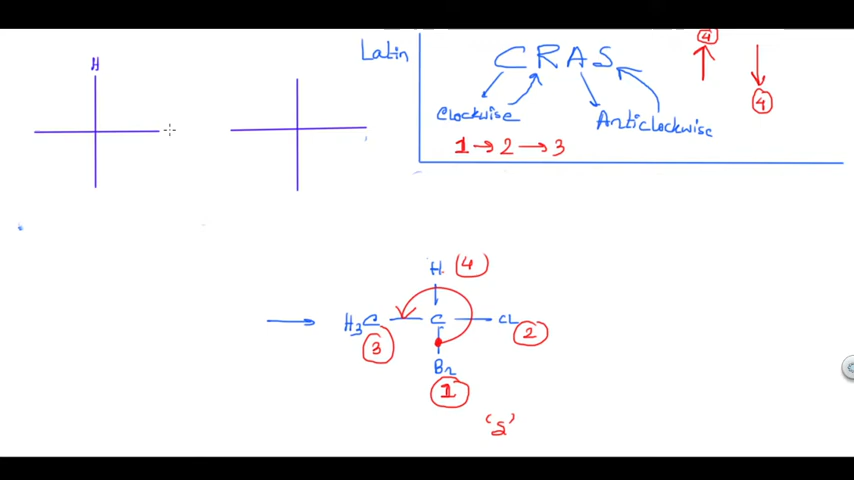 H
Latin
CRAS
4
4
Clockwise
Anticlockwise
1→2→3
H 4
H3C C CL 2
3
Br
1
'S'